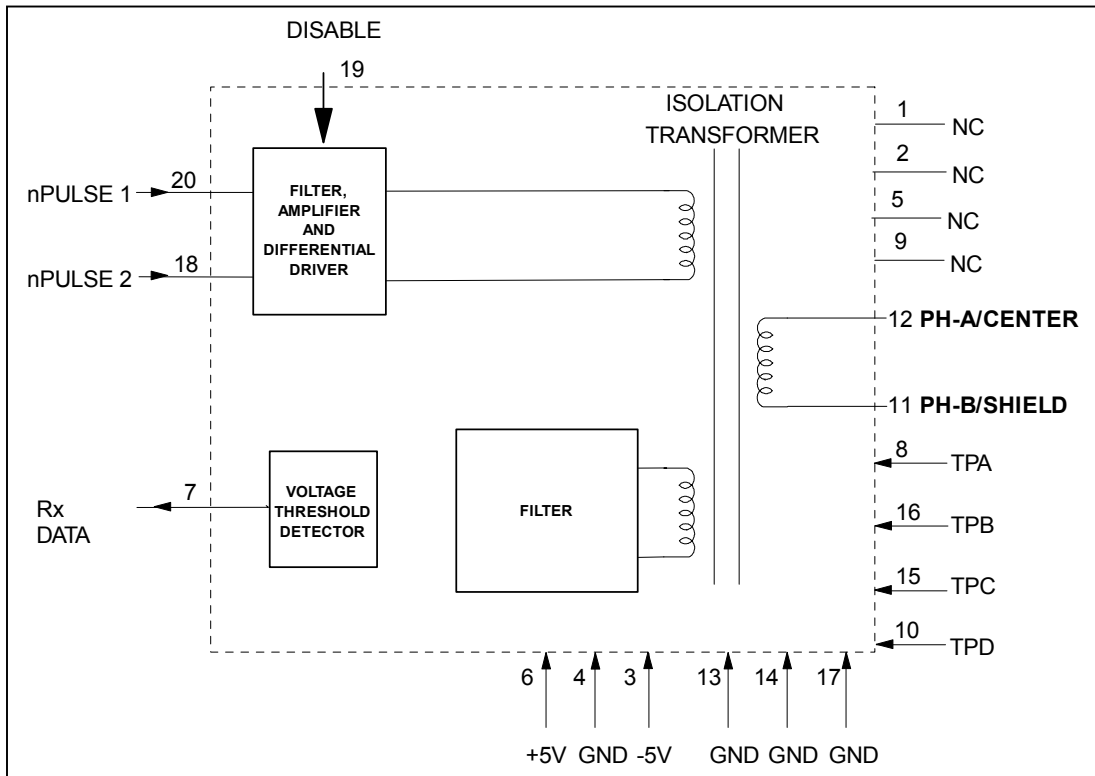 DISABLE
19
ISOLATION
TRANSFORMER
1
NC
2
NC
5
NC
9
NC
nPULSE 1
20
nPULSE 2
18
FILTER,
AMPLIFIER
AND
DIFFERENTIAL
DRIVER
12 PH-A/CENTER
11 PH-B/SHIELD
Rx
DATA
7
VOLTAGE
THRESHOLD
DETECTOR
FILTER
8
TPA
16
TPB
15
TPC
10
TPD
6 4 3 13 14 17
+5V GND -5V GND GND GND